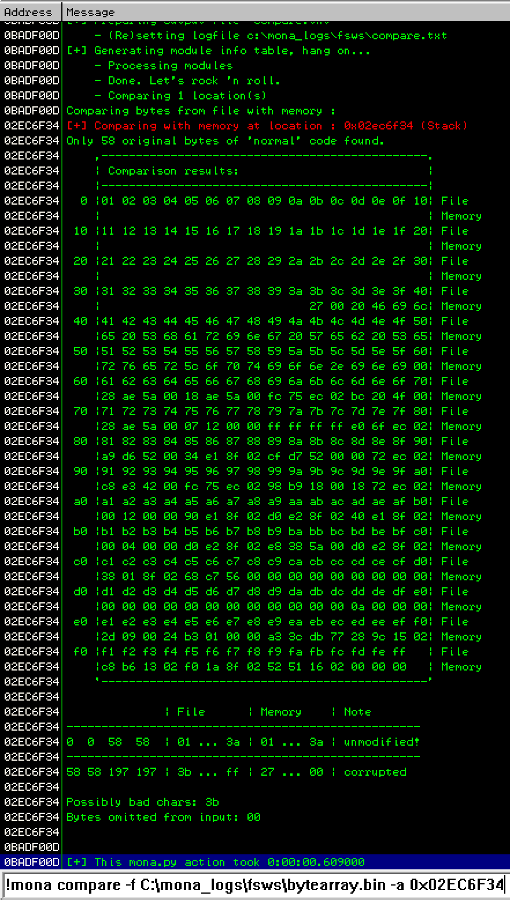 Address Message
0BADF00D - (Re)setting logfile c:\mona_logs\fsws\compare.txt
0BADF00D [+] Generating module info table, hang on...
0BADF00D - Processing modules
0BADF00D - Done. Let's rock 'n roll.
0BADF00D - Comparing 1 location(s)
0BADF00D Comparing bytes from file with memory :
02EC6F34 [+] Comparing with memory at location : 0x02ec6f34 (Stack)
02EC6F34 Only 58 original bytes of 'normal' code found.
02EC6F34 ,-----------------------------------------------.
02EC6F34 | Comparison results: |
02EC6F34 |-----------------------------------------------|
02EC6F34 0 |01 02 03 04 05 06 07 08 09 0a 0b 0c 0d 0e 0f 10| File
02EC6F34 | | Memory
02EC6F34 10 |11 12 13 14 15 16 17 18 19 1a 1b 1c 1d 1e 1f 20| File
02EC6F34 | | Memory
02EC6F34 20 |21 22 23 24 25 26 27 28 29 2a 2b 2c 2d 2e 2f 30| File
02EC6F34 | | Memory
02EC6F34 30 |31 32 33 34 35 36 37 38 39 3a 3b 3c 3d 3e 3f 40| File
02EC6F34 | 27 00 20 46 69 6c| Memory
02EC6F34 40 |41 42 43 44 45 46 47 48 49 4a 4b 4c 4d 4e 4f 50| File
02EC6F34 |65 20 53 68 61 72 69 6e 67 20 57 65 62 20 53 65| Memory
02EC6F34 50 |51 52 53 54 55 56 57 58 59 5a 5b 5c 5d 5e 5f 60| File
02EC6F34 |72 76 65 72 5c 6f 70 74 69 6f 6e 2e 69 6e 69 00| Memory
02EC6F34 60 |61 62 63 64 65 66 67 68 69 6a 6b 6c 6d 6e 6f 70| File
02EC6F34 |28 ae 5a 00 18 ae 5a 00 fc 75 ec 02 bc 20 4f 00| Memory
02EC6F34 70 |71 72 73 74 75 76 77 78 79 7a 7b 7c 7d 7e 7f 80| File
02EC6F34 |28 ae 5a 00 07 12 00 00 ff ff ff ff e0 6f ec 02| Memory
02EC6F34 80 |81 82 83 84 85 86 87 88 89 8a 8b 8c 8d 8e 8f 90| File
02EC6F34 |a9 d6 52 00 34 e1 8f 02 cf d7 52 00 00 72 ec 02| Memory
02EC6F34 90 |91 92 93 94 95 96 97 98 99 9a 9b 9c 9d 9e 9f a0| File
02EC6F34 |c8 e3 42 00 fc 75 ec 02 98 b9 18 00 18 72 ec 02| Memory
02EC6F34 a0 |a1 a2 a3 a4 a5 a6 a7 a8 a9 aa ab ac ad ae af b0| File
02EC6F34 |00 12 00 00 90 e1 8f 02 d0 e2 8f 02 40 e1 8f 02| Memory
02EC6F34 b0 |b1 b2 b3 b4 b5 b6 b7 b8 b9 ba bb bc bd be bf c0| File
02EC6F34 |00 04 00 00 d0 e2 8f 02 e8 38 5a 00 d0 e2 8f 02| Memory
02EC6F34 c0 |c1 c2 c3 c4 c5 c6 c7 c8 c9 ca cb cc cd ce cf d0| File
02EC6F34 |38 01 8f 02 68 c7 56 00 00 00 00 00 00 00 00 00| Memory
02EC6F34 d0 |d1 d2 d3 d4 d5 d6 d7 d8 d9 da db dc dd de df e0| File
02EC6F34 |00 00 00 00 00 00 00 00 00 00 00 00 0a 00 00 00| Memory
02EC6F34 e0 |e1 e2 e3 e4 e5 e6 e7 e8 e9 ea eb ec ed ee ef f0| File
02EC6F34 |2d 09 00 24 b3 01 00 00 a3 3c db 77 28 9c 15 02| Memory
02EC6F34 f0 |f1 f2 f3 f4 f5 f6 f7 f8 f9 fa fb fc fd fe ff | File
02EC6F34 |c8 b6 13 02 f0 1a 8f 02 52 51 16 02 00 00 00 | Memory
02EC6F34 '-----------------------------------------------'
02EC6F34
02EC6F34 | File | Memory | Note
02EC6F34 -----------------------------------------------
02EC6F34 0 0 58 58 | 01 ... 3a | 01 ... 3a | unmodified!
02EC6F34 -----------------------------------------------
02EC6F34 58 58 197 197 | 3b ... ff | 27 ... 00 | corrupted
02EC6F34
02EC6F34 Possibly bad chars: 3b
02EC6F34 Bytes omitted from input: 00
02EC6F34
0BADF00D
0BADF00D [+] This mona.py action took 0:00:00.609000
!mona compare -f C:\mona_logs\fsws\bytearray.bin -a 0x02EC6F34